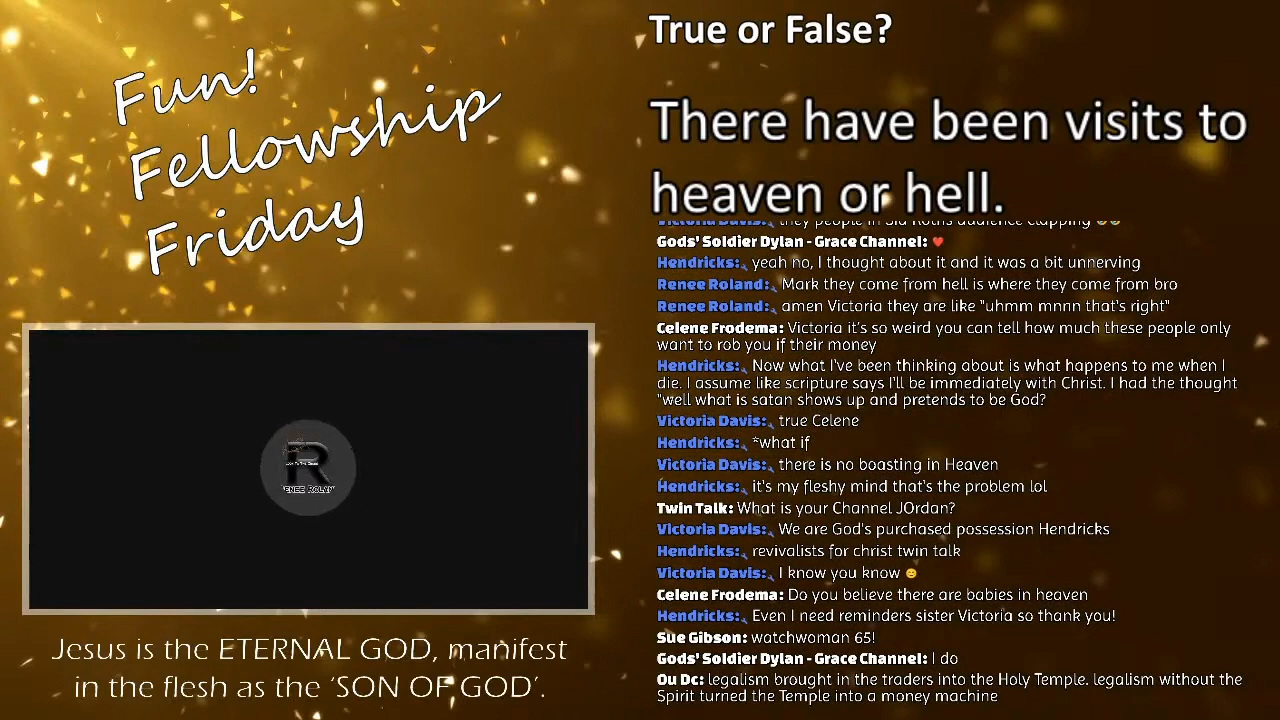 Fun!
Fellowship
Friday
RENEE ROLAN
Jesus is the ETERNAL GOD, manifest
in the flesh as the ‘SON OF GOD’.
True or False?
There have been visits to
heaven or hell.
Victoria Davis: they people in Sid Roths audience clapping
Gods' Soldier Dylan - Grace Channel: ♥
Hendricks: yeah no, I thought about it and it was a bit unnerving
Renee Roland: Mark they come from hell is where they come from bro
Renee Roland: amen Victoria they are like "uhmm mnnn that's right"
Celene Frodema: Victoria it's so weird you can tell how much these people only
want to rob you if their money
Hendricks: Now what I've been thinking about is what happens to me when I
die. I assume like scripture says I'll be immediately with Christ. I had the thought
"well what is satan shows up and pretends to be God?
Victoria Davis: true Celene
Hendricks: *what if
Victoria Davis: there is no boasting in Heaven
Hendricks: it's my fleshy mind that's the problem lol
Twin Talk: What is your Channel JOrdan?
Victoria Davis: We are God's purchased possession Hendricks
Hendricks: revivalists for christ twin talk
Victoria Davis: I know you know 😊
Celene Frodema: Do you believe there are babies in heaven
Hendricks: Even I need reminders sister Victoria so thank you!
Sue Gibson: watchwoman 65!
Gods' Soldier Dylan - Grace Channel: I do
Ou Dc: legalism brought in the traders into the Holy Temple. legalism without the
Spirit turned the Temple into a money machine